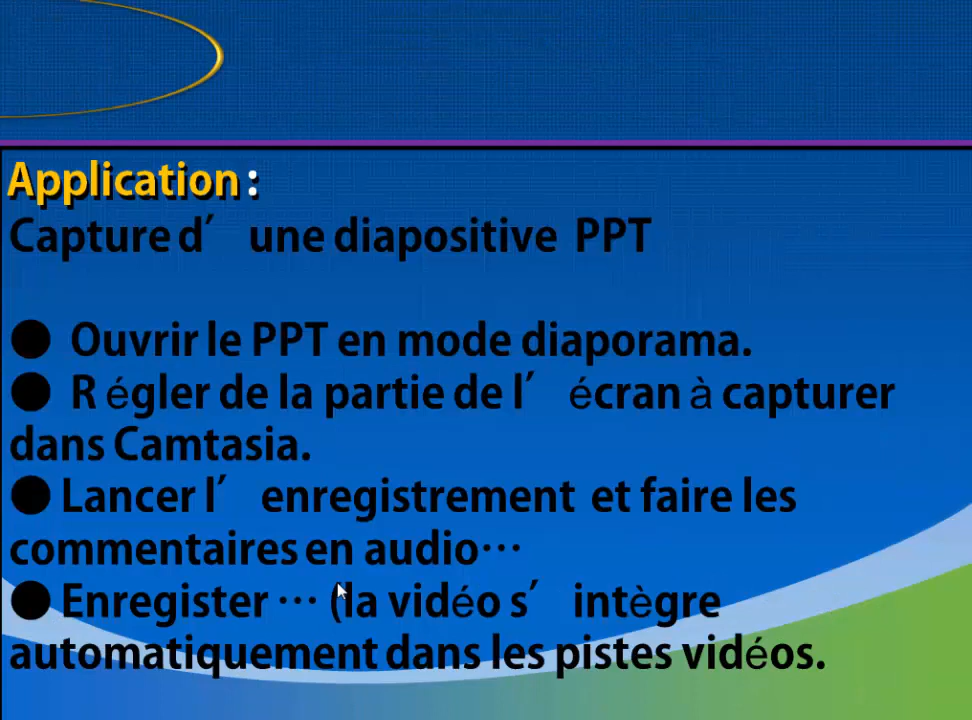 Application :
Capture d’une diapositive PPT
● Ouvrir le PPT en mode diaporama.
● Régler de la partie de l’écran à capturer
dans Camtasia.
● Lancer l’enregistrement et faire les
commentaires en audio…
● Enregister … (la vidéo s’intègre
automatiquement dans les pistes vidéos.